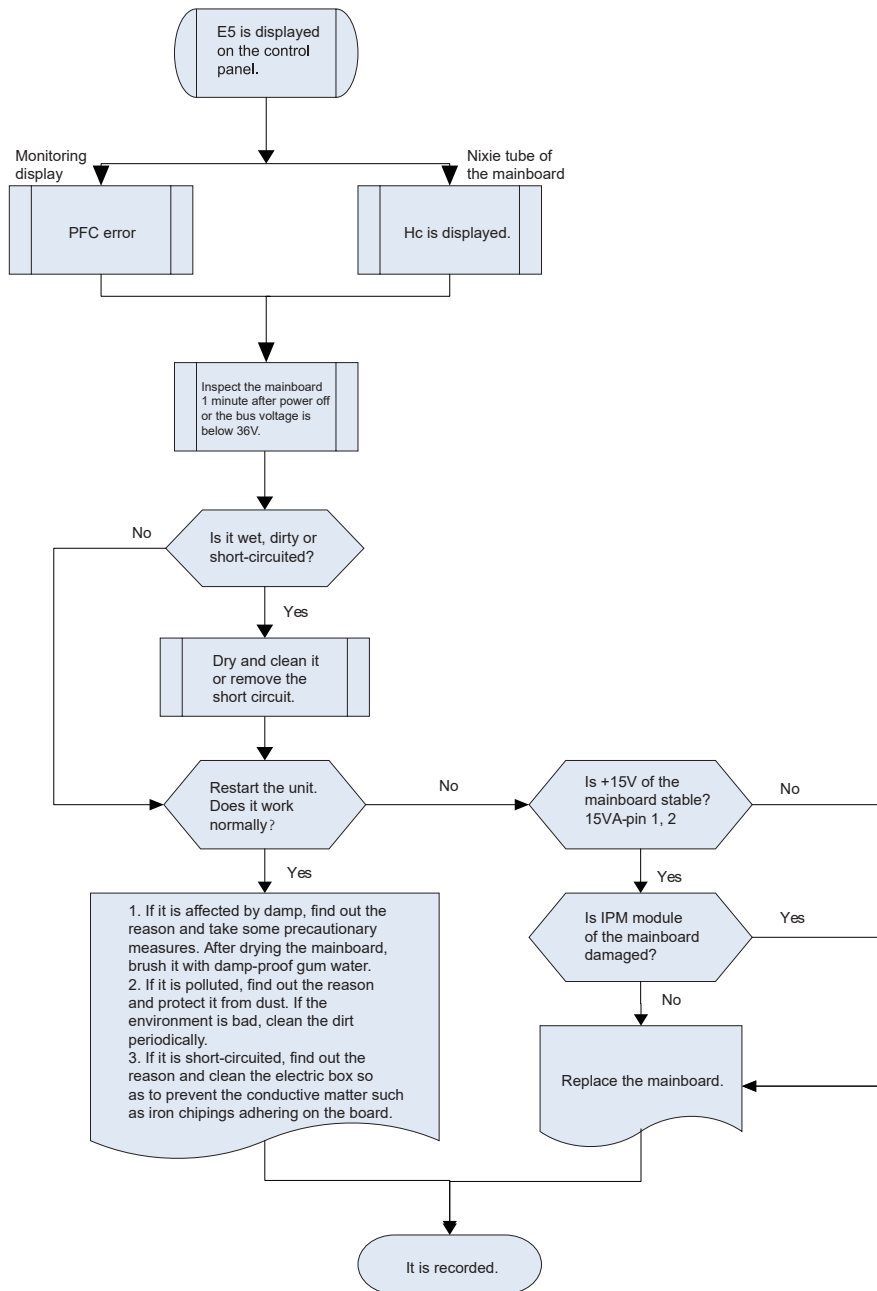 E5 is displayed
on the control
panel.
Monitoring
display
Nixie tube of
the mainboard
PFC error
Hc is displayed.
Inspect the mainboard
1 minute after power off
or the bus voltage is
below 36V.
No
Is it wet, dirty or
short-circuited?
Yes
Dry and clean it
or remove the
short circuit.
Restart the unit.
Does it work
normally?
No
Is +15V of the
mainboard stable?
15VA-pin 1, 2
No
Yes
Yes
1. If it is affected by damp, find out the
reason and take some precautionary
measures. After drying the mainboard,
brush it with damp-proof gum water.
2. If it is polluted, find out the reason
and protect it from dust. If the
environment is bad, clean the dirt
periodically.
3. If it is short-circuited, find out the
reason and clean the electric box so
as to prevent the conductive matter such
as iron chipings adhering on the board.
Is IPM module
of the mainboard
damaged?
Yes
No
Replace the mainboard.
It is recorded.